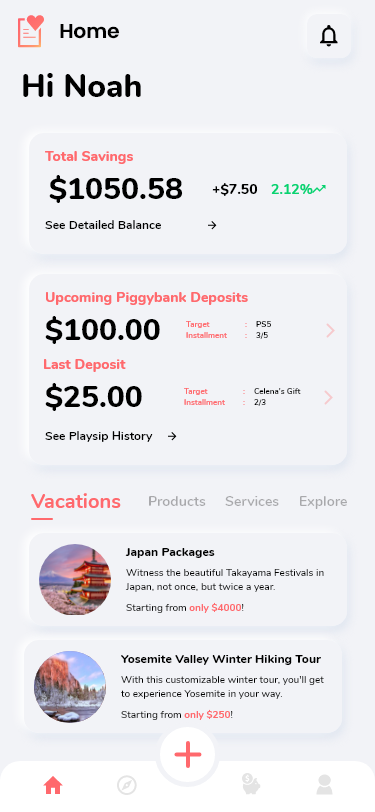 Home
Hi Noah
Total Savings
$1050.58 +$7.50 2.12%
See Detailed Balance
Upcoming Piggybank Deposits
$100.00
Target : PS5
Installment : 3/5
Last Deposit
$25.00
Target : Celena's Gift
Installment : 2/3
See Playsip History
Vacations Products Services Explore
Japan Packages
Witness the beautiful Takayama Festivals in
Japan, not once, but twice a year.
Starting from only $4000!
Yosemite Valley Winter Hiking Tour
With this customizable winter tour, you'll get
to experience Yosemite in your way.
Starting from only $250!